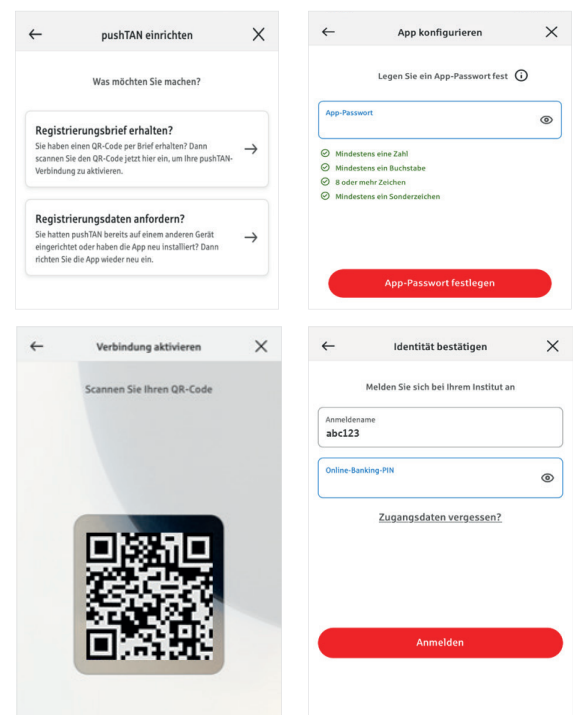 pushTAN einrichten
Was möchten Sie machen?
Registrierungsbrief erhalten?
Sie haben einen QR-Code per Brief erhalten? Dann
scannen Sie den QR-Code jetzt hier ein, um Ihre pushTAN-
Verbindung zu aktivieren.
Registrierungsdaten anfordern?
Sie hatten pushTAN bereits auf einem anderen Gerät
eingerichtet oder haben die App neu installiert? Dann
richten Sie die App wieder neu ein.
App konfigurieren
Legen Sie ein App-Passwort fest
App-Passwort
Mindestens eine Zahl
Mindestens ein Buchstabe
8 oder mehr Zeichen
Mindestens ein Sonderzeichen
App-Passwort festlegen
Verbindung aktivieren
Scannen Sie Ihren QR-Code
Identität bestätigen
Melden Sie sich bei Ihrem Institut an
Anmeldename
abc123
Online-Banking-PIN
Zugangsdaten vergessen?
Anmelden